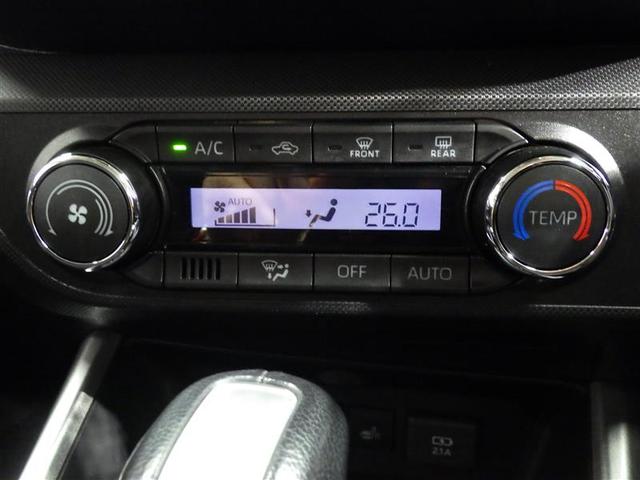 A/C
FRONT
REAR
AUTO
26.0
TEMP
OFF
AUTO
2.1A